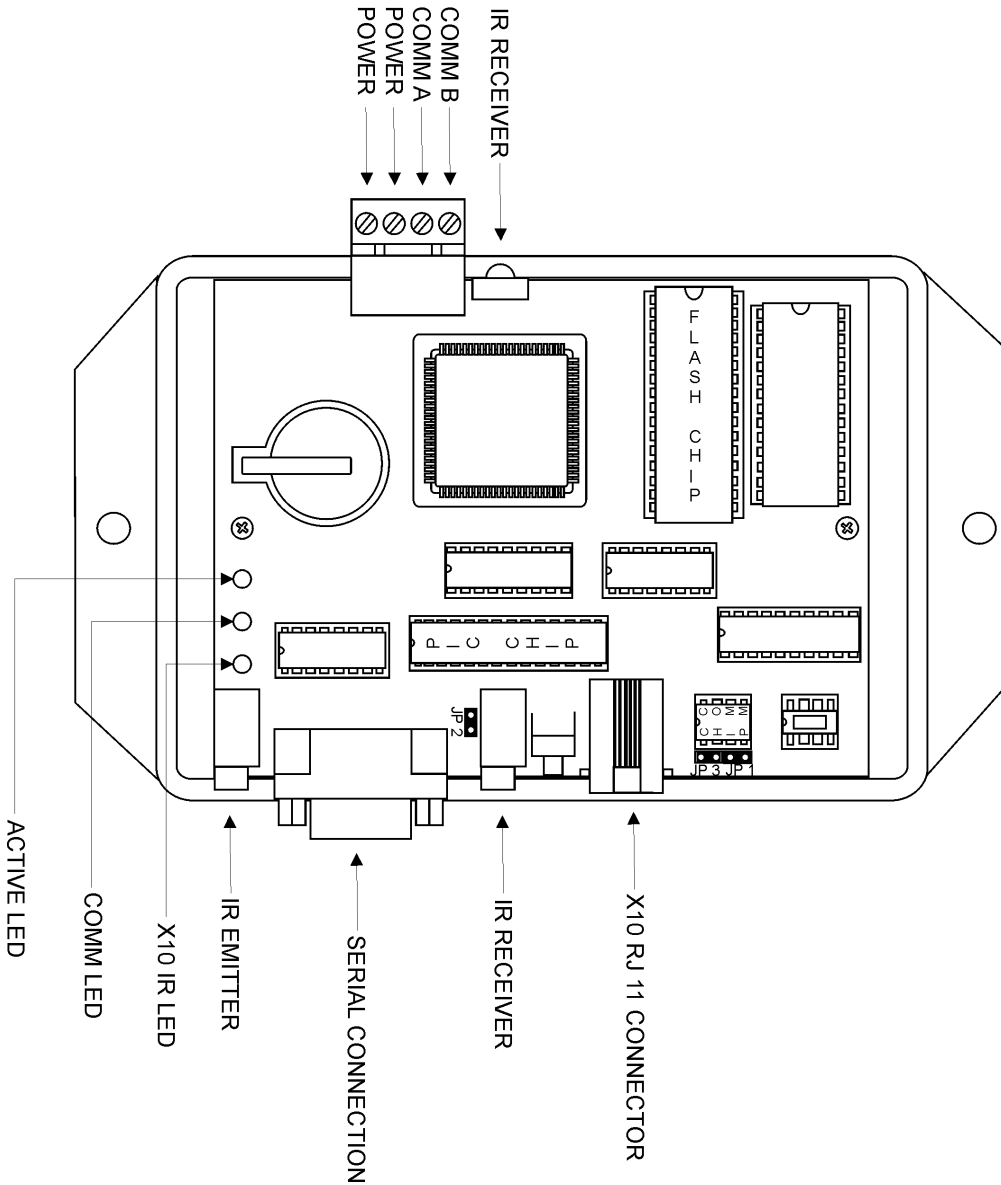 IR RECEIVER
COMM B
COMM A
POWER
POWER
FLASH CHIP
PIC CHIP
JP 2
COMM
CHIP
JP 3
JP 1
ACTIVE LED
COMM LED
X10 IR LED
IR EMITTER
SERIAL CONNECTION
IR RECEIVER
X10 RJ 11 CONNECTOR